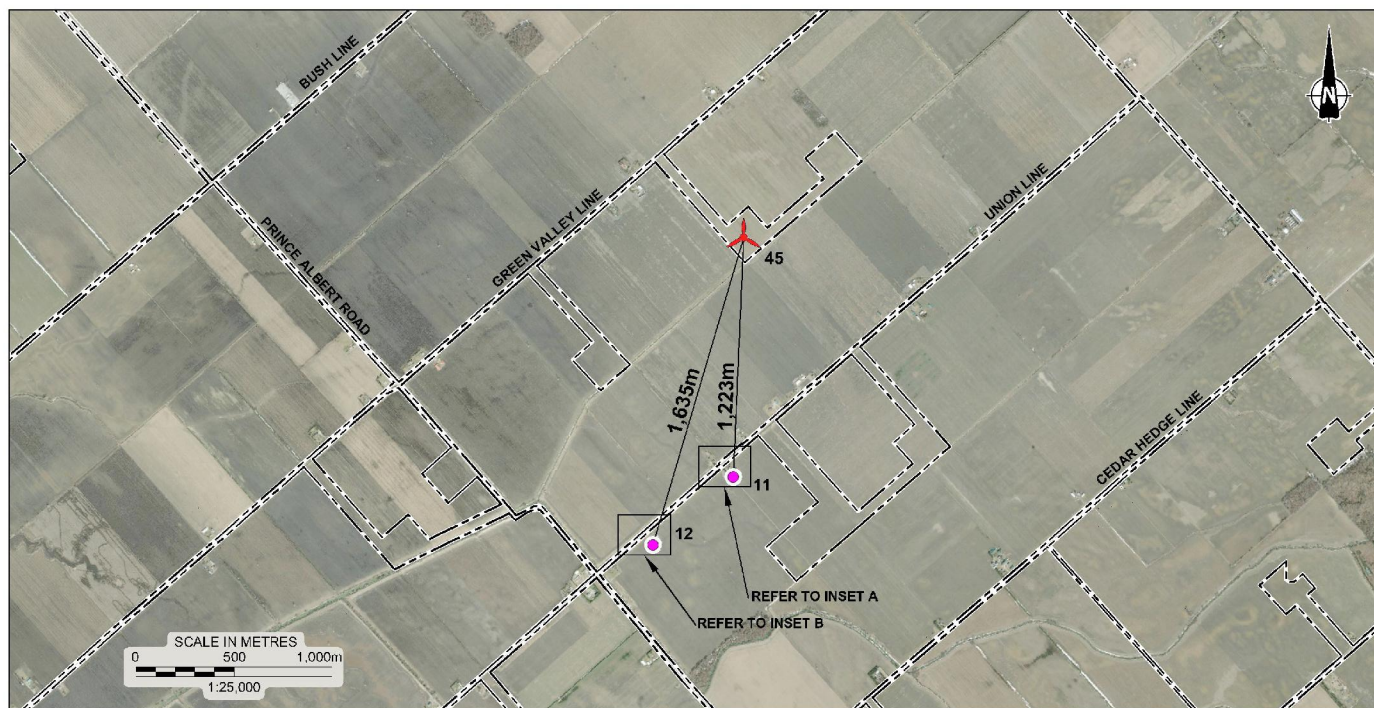 BUSH LINE
N
PRINCE ALBERT ROAD
GREEN VALLEY LINE
UNION LINE
45
CEDAR HEDGE LINE
1,635m
1,223m
11
12
REFER TO INSET A
REFER TO INSET B
SCALE IN METRES
0 500 1,000m
1:25,000